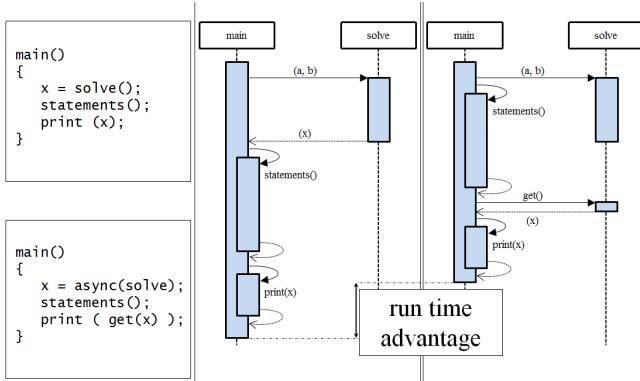 main()
{
x = solve();
statements();
print (x);
}
main()
{
x = async(solve);
statements();
print ( get(x) );
}
main
solve
(a, b)
(x)
statements()
print(x)
main
solve
(a, b)
statements()
get()
(x)
print(x)
run time
advantage